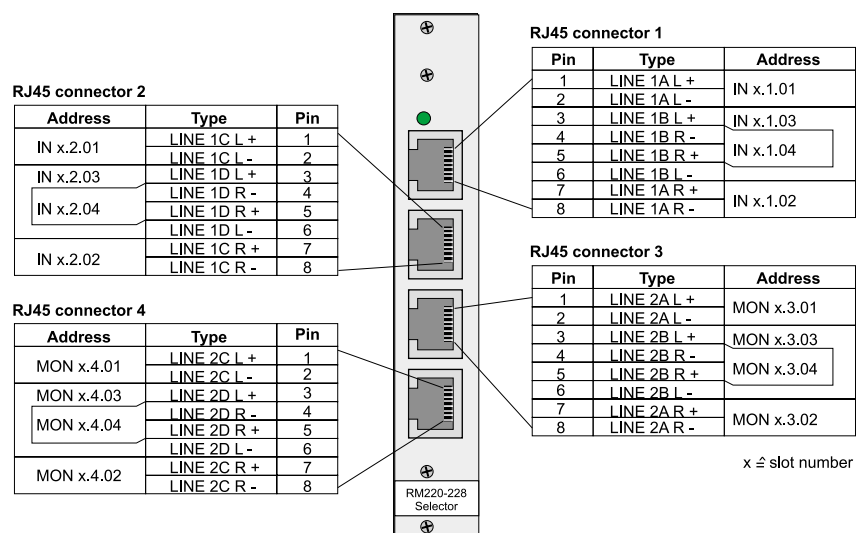 RJ45 connector 1
Pin Type Address
1 LINE 1A L + IN x.1.01
2 LINE 1A L -
3 LINE 1B L + IN x.1.03
4 LINE 1B R - IN x.1.04
5 LINE 1B R +
6 LINE 1B L -
7 LINE 1A R + IN x.1.02
8 LINE 1A R -
RJ45 connector 2
Address Type Pin
IN x.2.01 LINE 1C L + 1
LINE 1C L - 2
IN x.2.03 LINE 1D L + 3
IN x.2.04 LINE 1D R - 4
LINE 1D R + 5
LINE 1D L - 6
IN x.2.02 LINE 1C R + 7
LINE 1C R - 8
RJ45 connector 3
Pin Type Address
1 LINE 2A L + MON x.3.01
2 LINE 2A L -
3 LINE 2B L + MON x.3.03
4 LINE 2B R - MON x.3.04
5 LINE 2B R +
6 LINE 2B L -
7 LINE 2A R + MON x.3.02
8 LINE 2A R -
RJ45 connector 4
Address Type Pin
MON x.4.01 LINE 2C L + 1
LINE 2C L - 2
MON x.4.03 LINE 2D L + 3
MON x.4.04 LINE 2D R - 4
LINE 2D R + 5
LINE 2D L - 6
MON x.4.02 LINE 2C R + 7
LINE 2C R - 8
x ≙ slot number
RM220-228
Selector